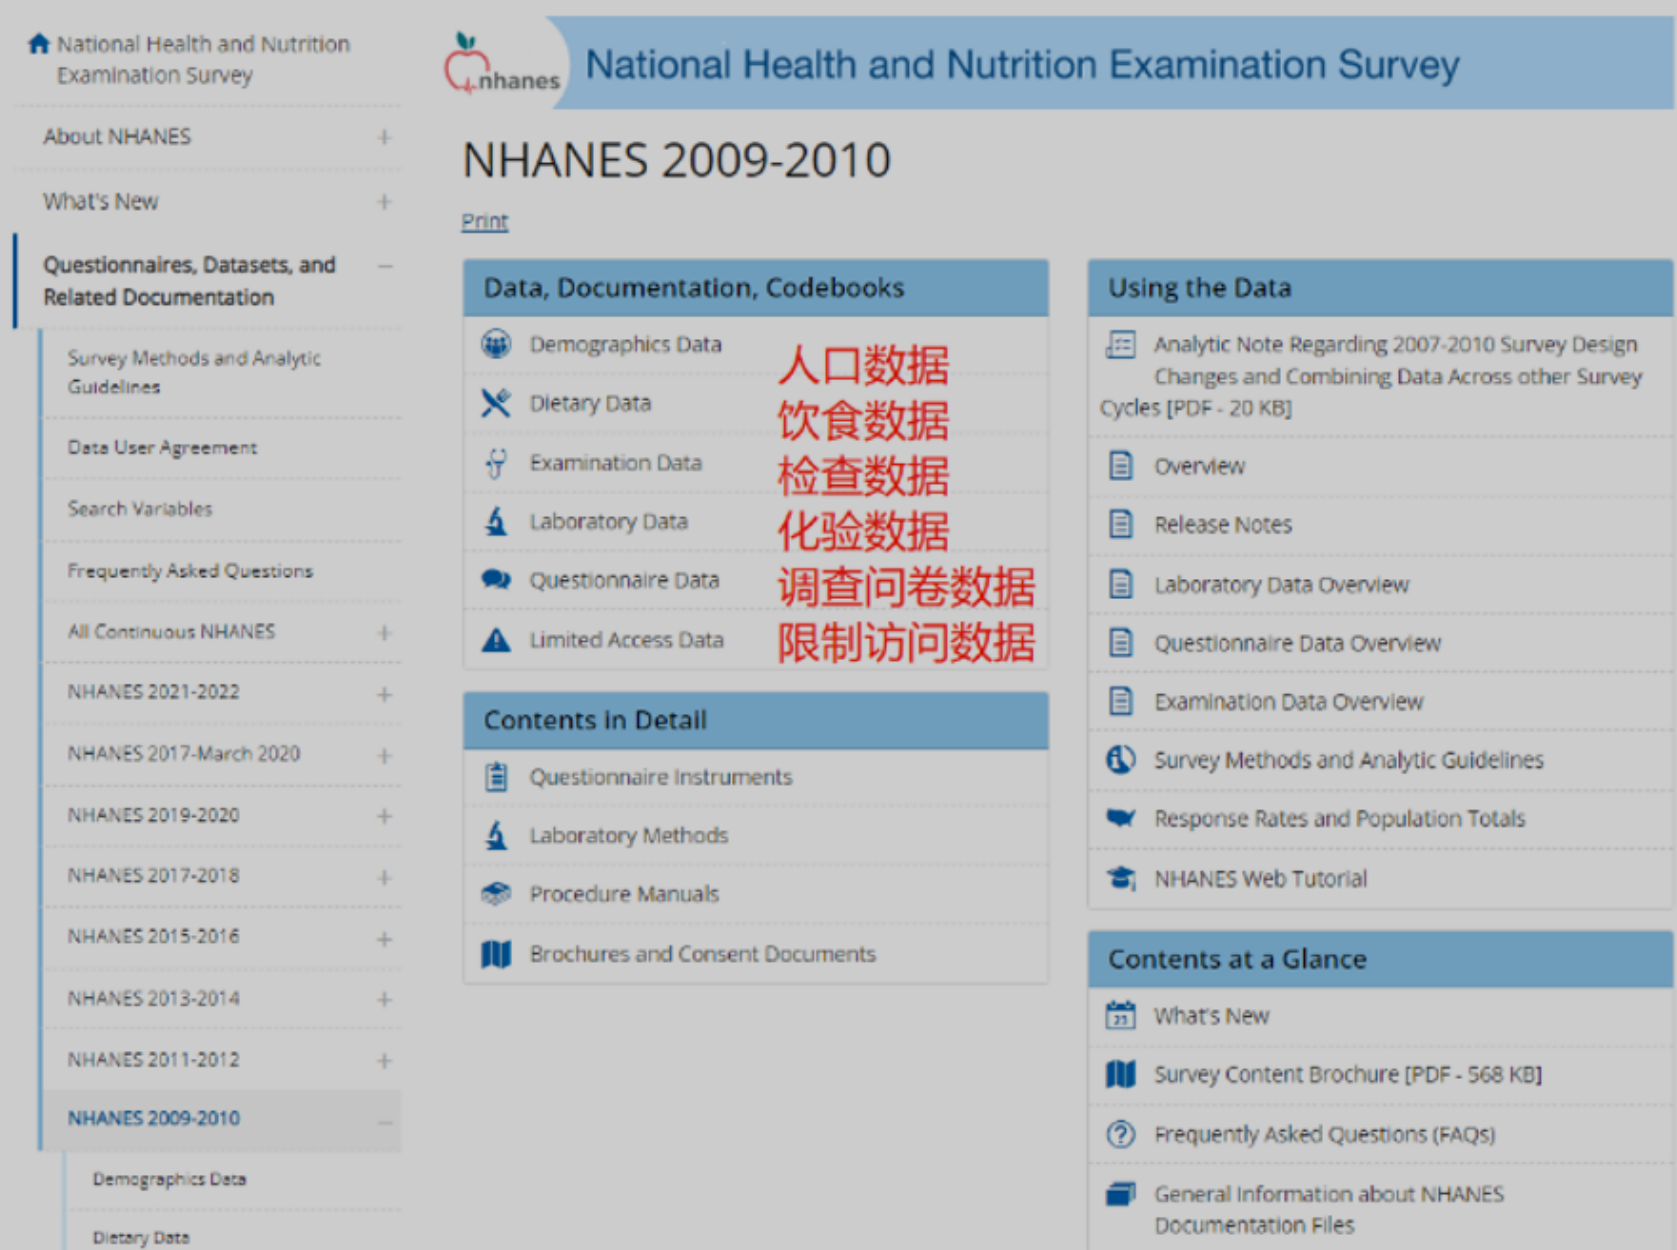 National Health and Nutrition
Examination Survey
About NHANES
What's New
Questionnaires, Datasets, and
Related Documentation
Survey Methods and Analytic
Guidelines
Data User Agreement
Search Variables
Frequently Asked Questions
All Continuous NHANES
NHANES 2021-2022
NHANES 2017-March 2020
NHANES 2019-2020
NHANES 2017-2018
NHANES 2015-2016
NHANES 2013-2014
NHANES 2011-2012
NHANES 2009-2010
Demographics Data
Dietary Data
nhanes
National Health and Nutrition Examination Survey
NHANES 2009-2010
Print
Data, Documentation, Codebooks
Demographics Data 人口数据
Dietary Data 饮食数据
Examination Data 检查数据
Laboratory Data 化验数据
Questionnaire Data 调查问卷数据
Limited Access Data 限制访问数据
Contents in Detail
Questionnaire Instruments
Laboratory Methods
Procedure Manuals
Brochures and Consent Documents
Using the Data
Analytic Note Regarding 2007-2010 Survey Design
Changes and Combining Data Across other Survey
Cycles [PDF - 20 KB]
Overview
Release Notes
Laboratory Data Overview
Questionnaire Data Overview
Examination Data Overview
Survey Methods and Analytic Guidelines
Response Rates and Population Totals
NHANES Web Tutorial
Contents at a Glance
What's New
Survey Content Brochure [PDF - 568 KB]
Frequently Asked Questions (FAQs)
General Information about NHANES
Documentation Files